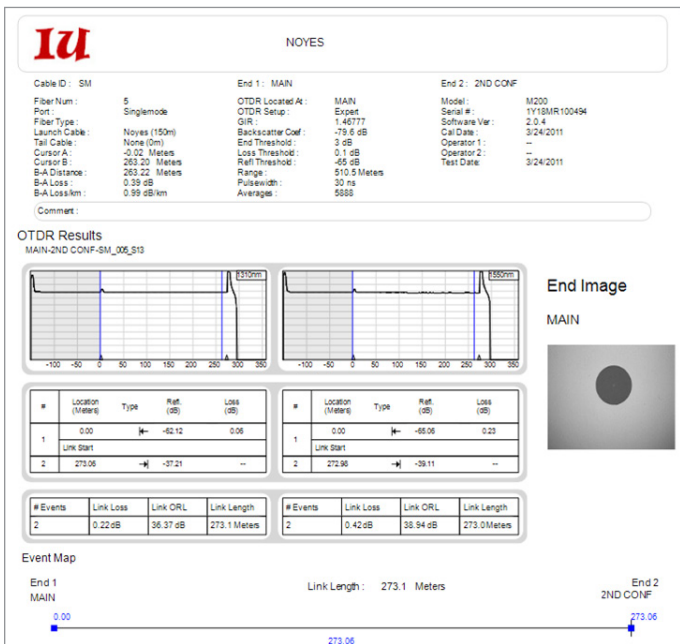 1U
NOYES
Cable ID : SM
End 1 : MAIN
End 2 : 2ND CONF
Fiber Num : 5
Port : Singlemode
Fiber Type :
Launch Cable : Noyes (150m)
Tail Cable : None (0m)
Cursor A : -0.02 Meters
Cursor B : 263.20 Meters
B-A Distance : 263.22 Meters
B-A Loss : 0.39 dB
B-A Loss/km : 0.99 dB/km
OTDR Located At : MAIN
OTDR Setup : Expert
GIR : 1.46777
Backscatter Coef : -79.6 dB
End Threshold : 3 dB
Loss Threshold : 0.1 dB
Refl Threshold : -65 dB
Range : 510.5 Meters
Pulsewidth : 30 ns
Averages : 5888
Model : M200
Serial # : 1Y18MR100494
Software Ver : 2.0.4
Cal Date : 3/24/2011
Operator 1 : --
Operator 2 : --
Test Date: 3/24/2011
Comment :
OTDR Results
MAIN-2ND CONF-SM_005_S13
1310nm
-100 -50 0 50 100 150 200 250 300 350
1550nm
-100 -50 0 50 100 150 200 250 300 350
End Image
MAIN
# Location (Meters) Type Refl. (dB) Loss (dB)
1 0.00 -62.12 0.06
Link Start
2 273.06 -37.21 --
# Location (Meters) Type Refl. (dB) Loss (dB)
1 0.00 -65.06 0.23
Link Start
2 272.98 -39.11 --
# Events Link Loss Link ORL Link Length
2 0.22 dB 36.37 dB 273.1 Meters
# Events Link Loss Link ORL Link Length
2 0.42 dB 38.94 dB 273.0 Meters
Event Map
End 1
MAIN
Link Length : 273.1 Meters
End 2
2ND CONF
0.00
273.06
273.06